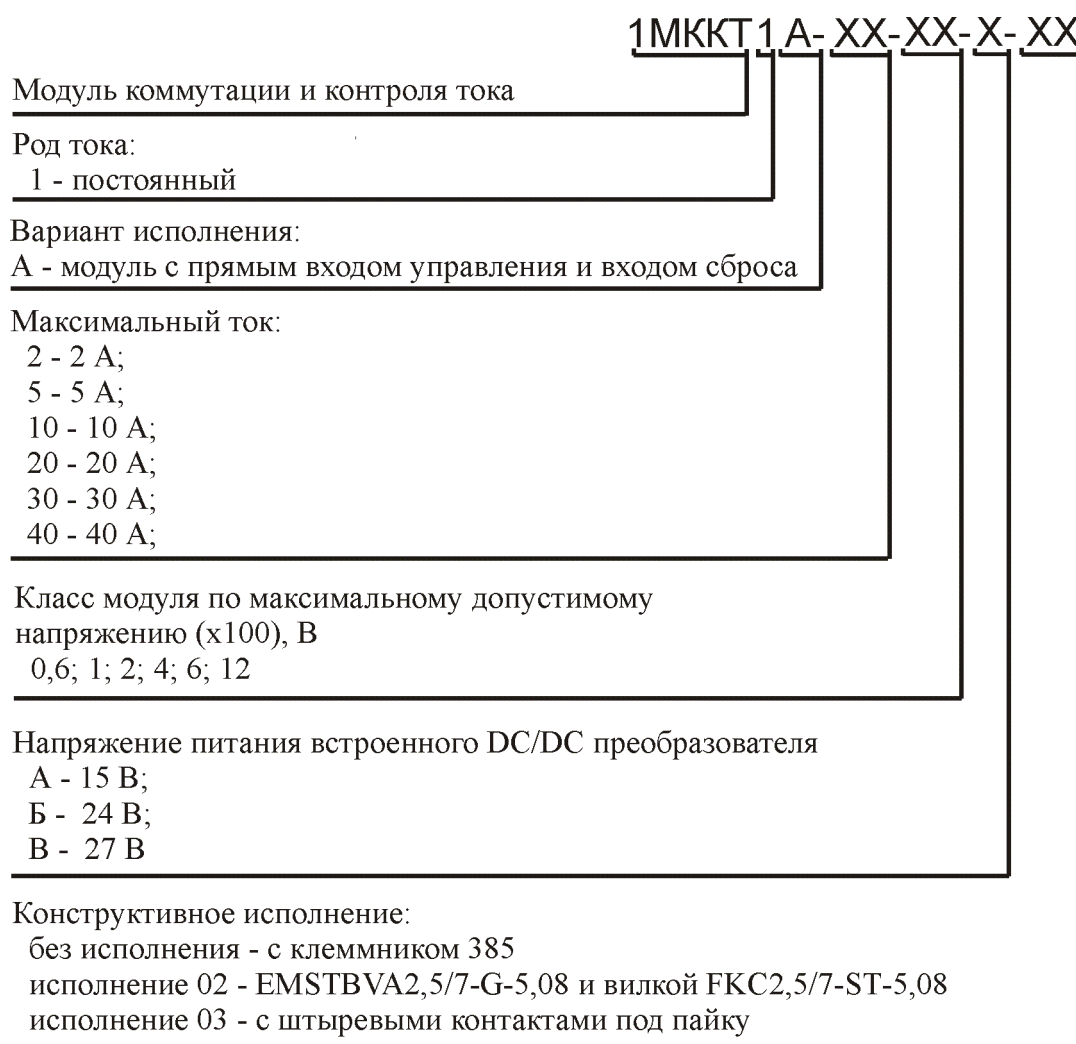 1МККТ1А-ХХ-ХХ-Х-ХХ
Модуль коммутации и контроля тока
Род тока:
1 - постоянный
Вариант исполнения:
А - модуль с прямым входом управления и входом сброса
Максимальный ток:
2 - 2 А;
5 - 5 А;
10 - 10 А;
20 - 20 А;
30 - 30 А;
40 - 40 А;
Класс модуля по максимальному допустимому
напряжению (х100), В
0,6; 1; 2; 4; 6; 12
Напряжение питания встроенного DC/DC преобразователя
А - 15 В;
Б - 24 В;
В - 27 В
Конструктивное исполнение:
без исполнения - с клеммником 385
исполнение 02 - EMSTBVA2,5/7-G-5,08 и вилкой FKC2,5/7-ST-5,08
исполнение 03 - с штыревыми контактами под пайку